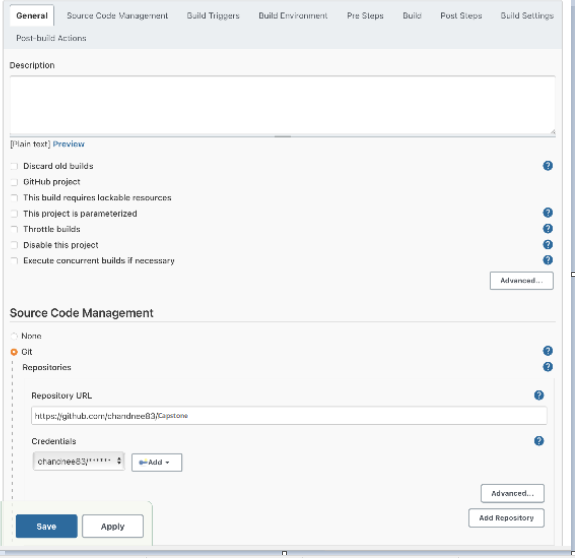 General Source Code Management Build Triggers Build Environment Pre Steps Build Post Steps Build Settings
Post-build Actions
Description
[Plain text] Preview
Discard old builds
GitHub project
This build requires lockable resources
This project is parameterized
Throttle builds
Disable this project
Execute concurrent builds if necessary
Advanced...
Source Code Management
None
Git
Repositories
Repository URL
https://github.com/chandnee83/Capstone
Credentials
chandnee83/****** Add
Advanced...
Add Repository
Save Apply